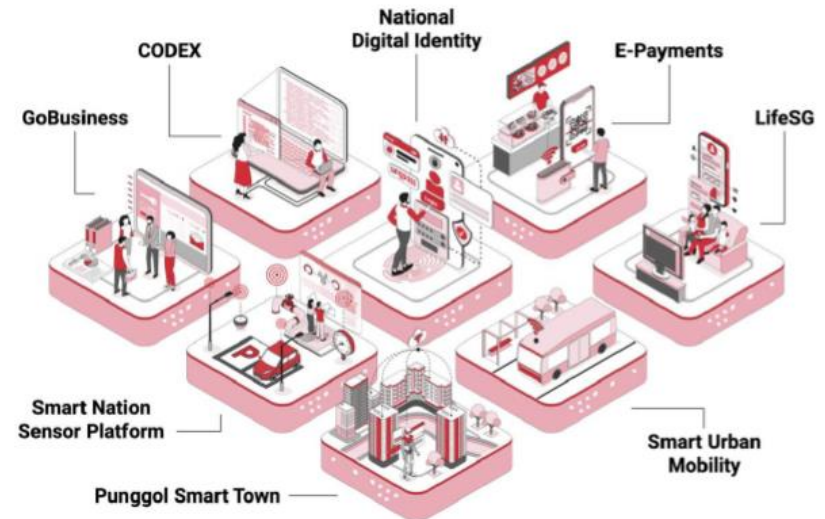 National
Digital Identity
CODEX
E-Payments
GoBusiness
LifeSG
P
Smart Nation
Sensor Platform
Smart Urban
Mobility
Punggol Smart Town